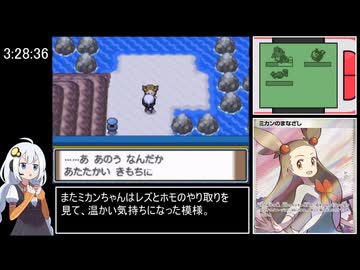 3:28:36
……あ あのう なんだか
あたたかい きもちに
ミカンのまなざし
またミカンちゃんはレズとホモのやり取りを
見て、温かい気持ちになった模様。